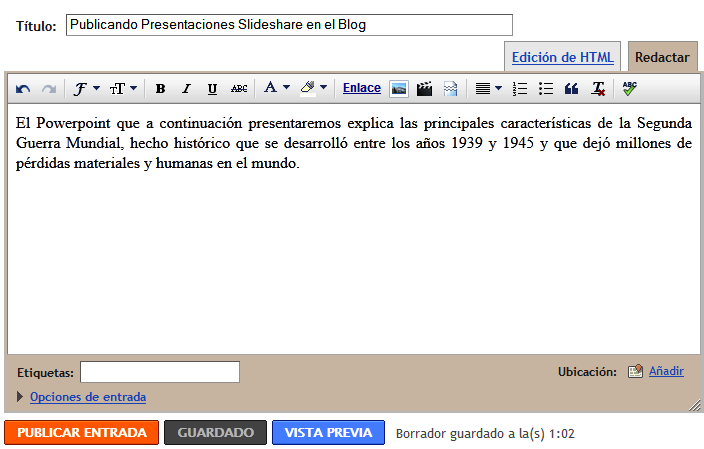 Título: Publicando Presentaciones Slideshare en el Blog
Edición de HTML Redactar
F TT B I U ABC A Enlace T ABC
El Powerpoint que a continuación presentaremos explica las principales características de la Segunda
Guerra Mundial, hecho histórico que se desarrolló entre los años 1939 y 1945 y que dejó millones de
pérdidas materiales y humanas en el mundo.
Etiquetas: Ubicación: Añadir
Opciones de entrada
PUBLICAR ENTRADA GUARDADO VISTA PREVIA Borrador guardado a la(s) 1:02